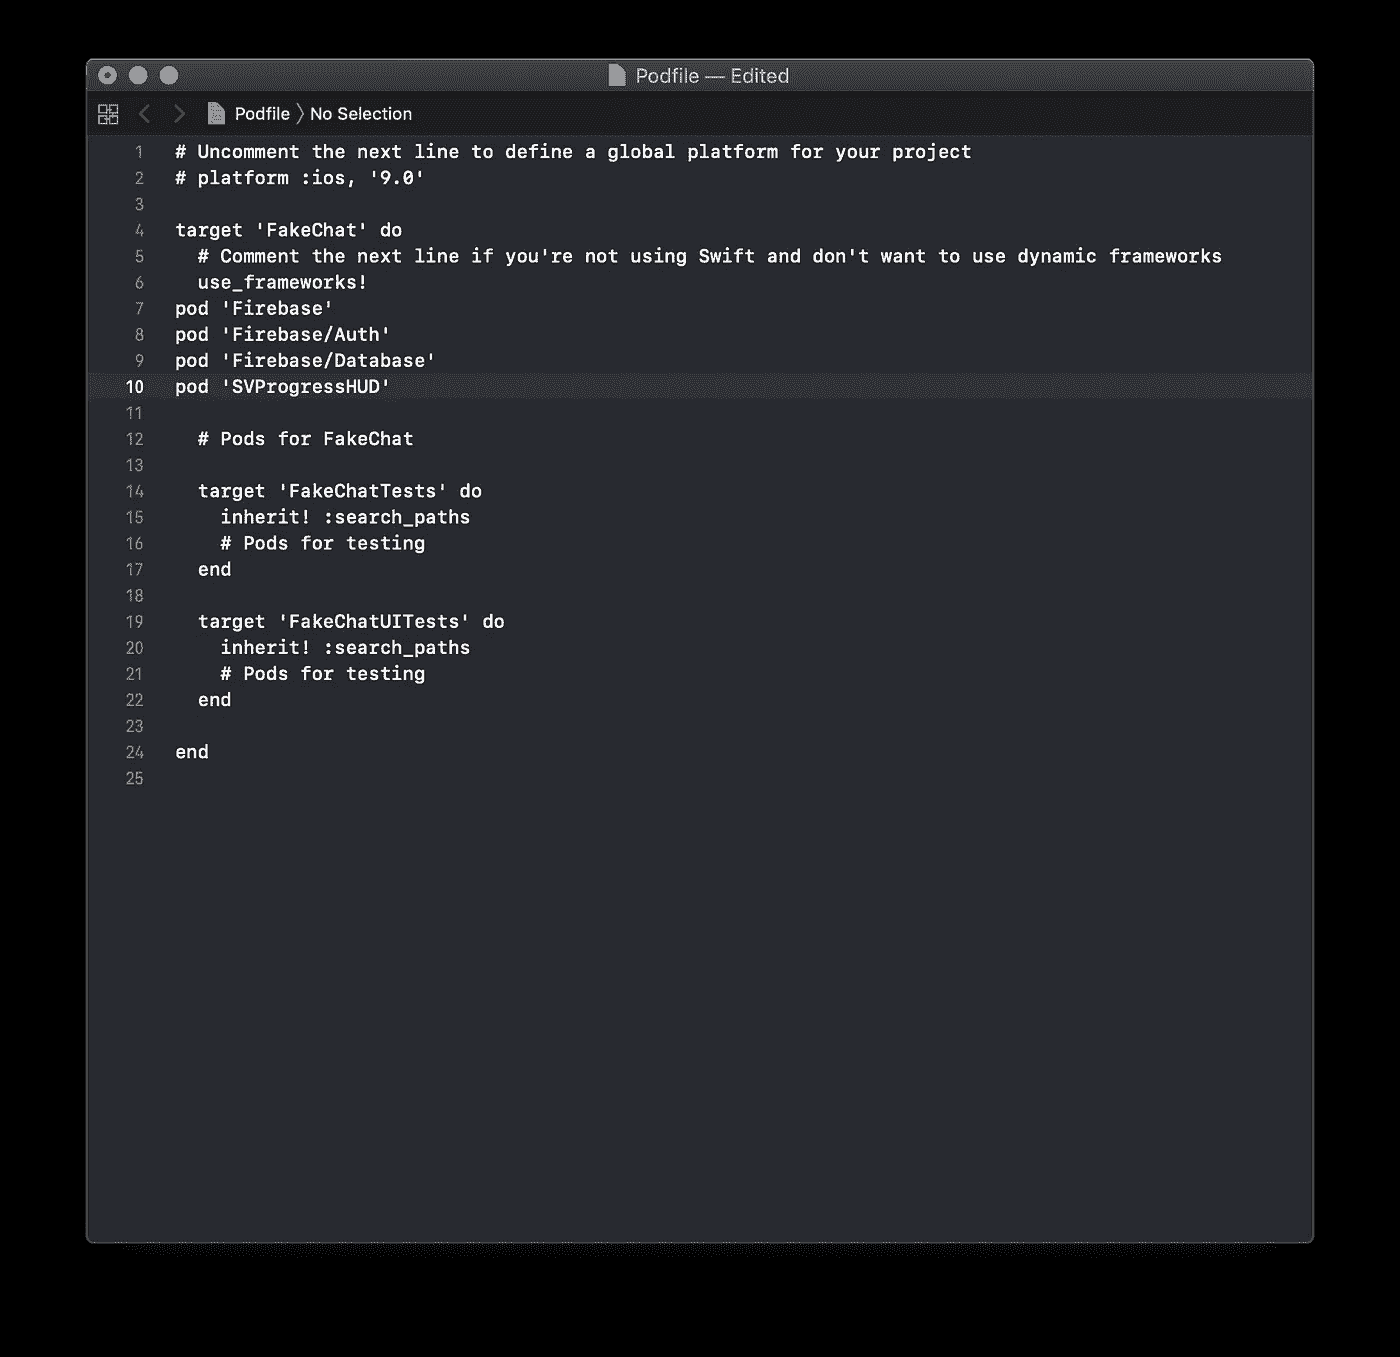 Podfile — Edited
Podfile 〉 No Selection
1 # Uncomment the next line to define a global platform for your project
2 # platform :ios, '9.0'
3
4 target 'FakeChat' do
5   # Comment the next line if you're not using Swift and don't want to use dynamic frameworks
6   use_frameworks!
7 pod 'Firebase'
8 pod 'Firebase/Auth'
9 pod 'Firebase/Database'
10 pod 'SVProgressHUD'
11
12   # Pods for FakeChat
13
14   target 'FakeChatTests' do
15     inherit! :search_paths
16     # Pods for testing
17   end
18
19   target 'FakeChatUITests' do
20     inherit! :search_paths
21     # Pods for testing
22   end
23
24 end
25